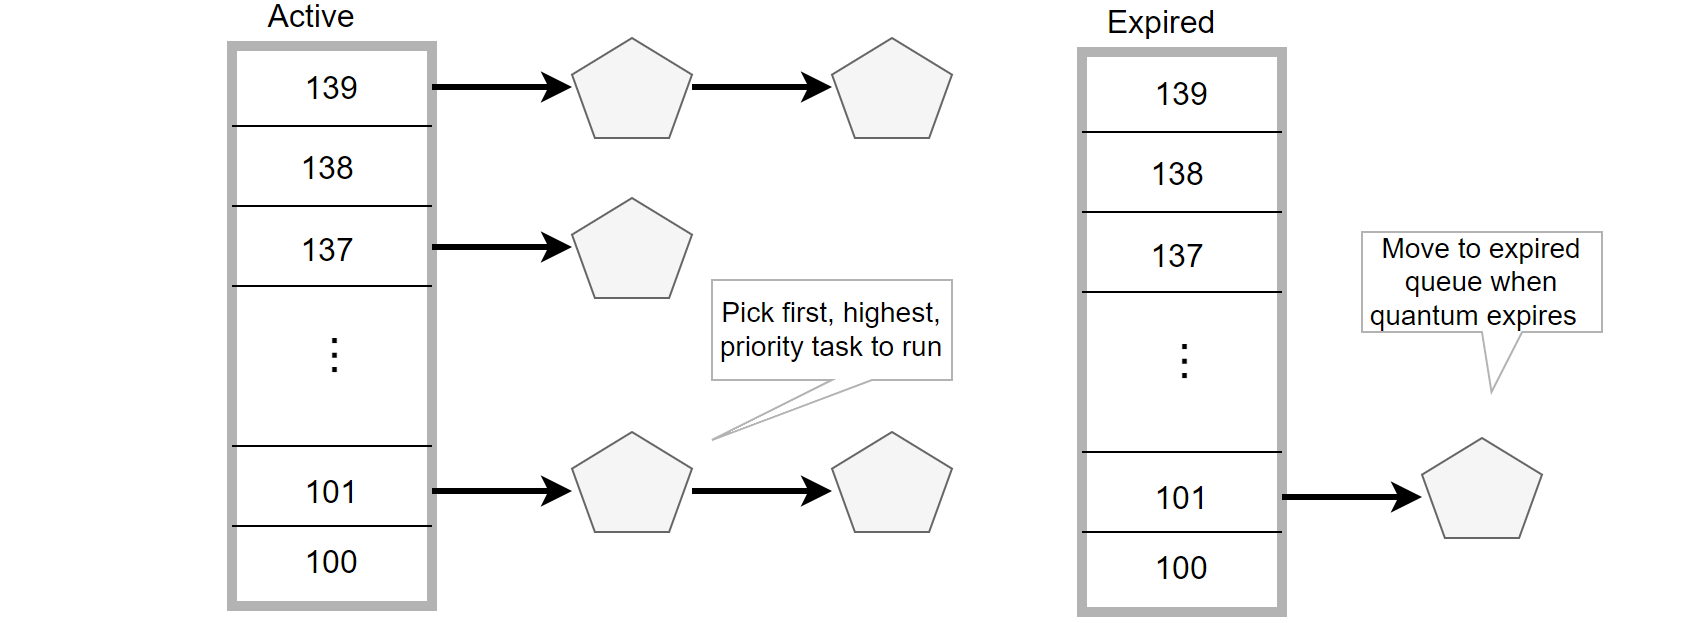 Active
139
138
137
⋮
101
100
Pick first, highest,
priority task to run
Expired
139
138
137
⋮
101
100
Move to expired
queue when
quantum expires